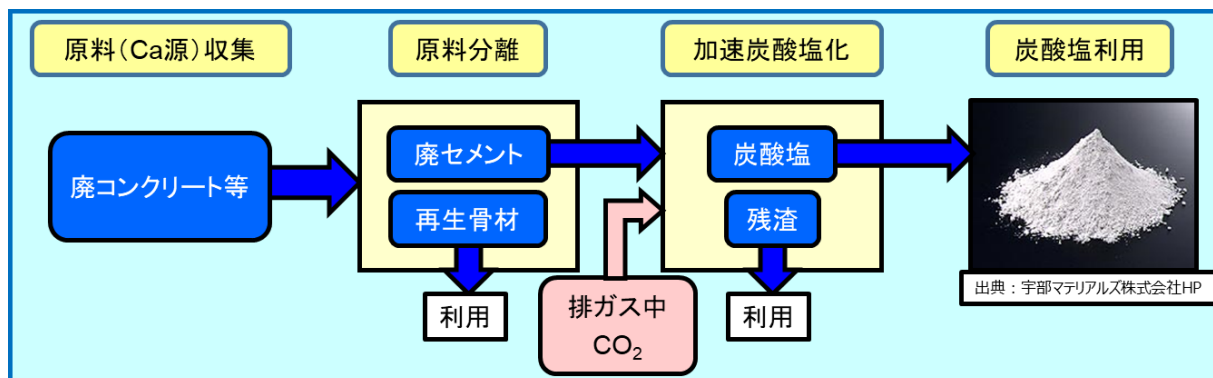 原料（Ca源）収集
原料分離
加速炭酸塩化
炭酸塩利用
廃コンクリート等
廃セメント
再生骨材
利用
排ガス中
CO₂
炭酸塩
残渣
利用
出典：宇部マテリアルズ株式会社HP